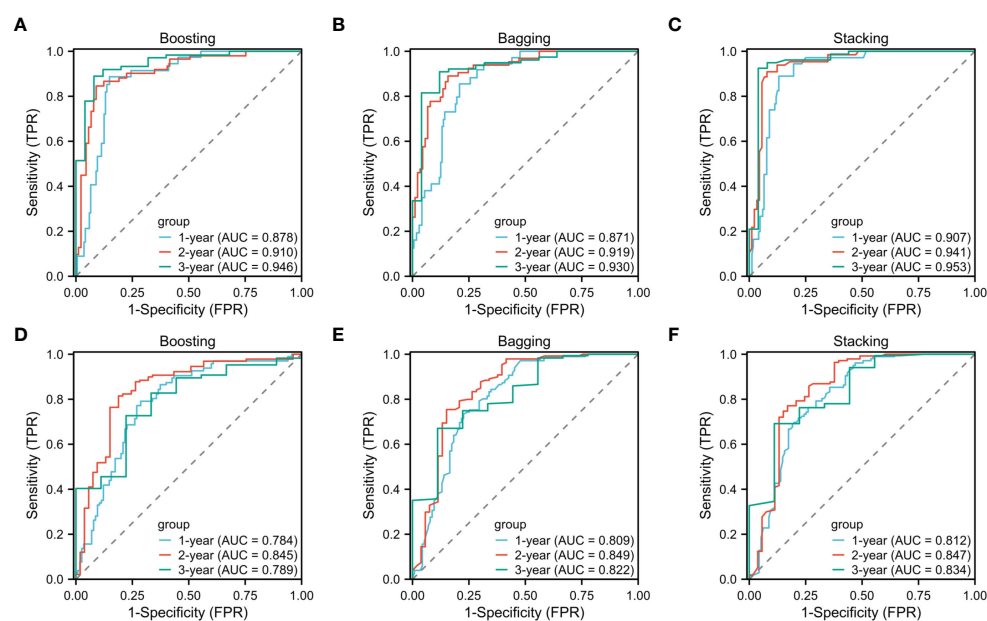 A
Boosting
Sensitivity (TPR)
1.0
0.8
0.6
0.4
0.2
0.0
group
1-year (AUC = 0.878)
2-year (AUC = 0.910)
3-year (AUC = 0.946)
0.00 0.25 0.50 0.75 1.00
1-Specificity (FPR)
B
Bagging
Sensitivity (TPR)
1.0
0.8
0.6
0.4
0.2
0.0
group
1-year (AUC = 0.871)
2-year (AUC = 0.919)
3-year (AUC = 0.930)
0.00 0.25 0.50 0.75 1.00
1-Specificity (FPR)
C
Stacking
Sensitivity (TPR)
1.0
0.8
0.6
0.4
0.2
0.0
group
1-year (AUC = 0.907)
2-year (AUC = 0.941)
3-year (AUC = 0.953)
0.00 0.25 0.50 0.75 1.00
1-Specificity (FPR)
D
Boosting
Sensitivity (TPR)
1.0
0.8
0.6
0.4
0.2
0.0
group
1-year (AUC = 0.784)
2-year (AUC = 0.845)
3-year (AUC = 0.789)
0.00 0.25 0.50 0.75 1.00
1-Specificity (FPR)
E
Bagging
Sensitivity (TPR)
1.0
0.8
0.6
0.4
0.2
0.0
group
1-year (AUC = 0.809)
2-year (AUC = 0.849)
3-year (AUC = 0.822)
0.00 0.25 0.50 0.75 1.00
1-Specificity (FPR)
F
Stacking
Sensitivity (TPR)
1.0
0.8
0.6
0.4
0.2
0.0
group
1-year (AUC = 0.812)
2-year (AUC = 0.847)
3-year (AUC = 0.834)
0.00 0.25 0.50 0.75 1.00
1-Specificity (FPR)